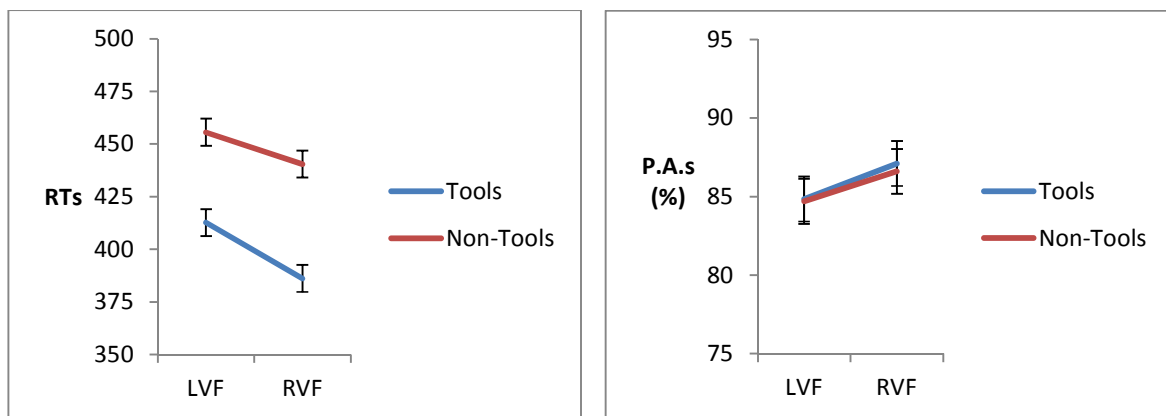 500
475
450
425
400
375
350
RTs
LVF
RVF
Tools
Non-Tools
95
90
85
80
75
P.A.s
(%)
LVF
RVF
Tools
Non-Tools